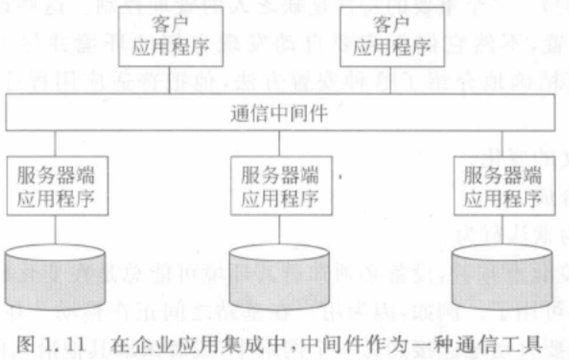 客户
应用程序
客户
应用程序
通信中间件
服务器端
应用程序
服务器端
应用程序
服务器端
应用程序
图 1.11 在企业应用集成中,中间件作为一种通信工具